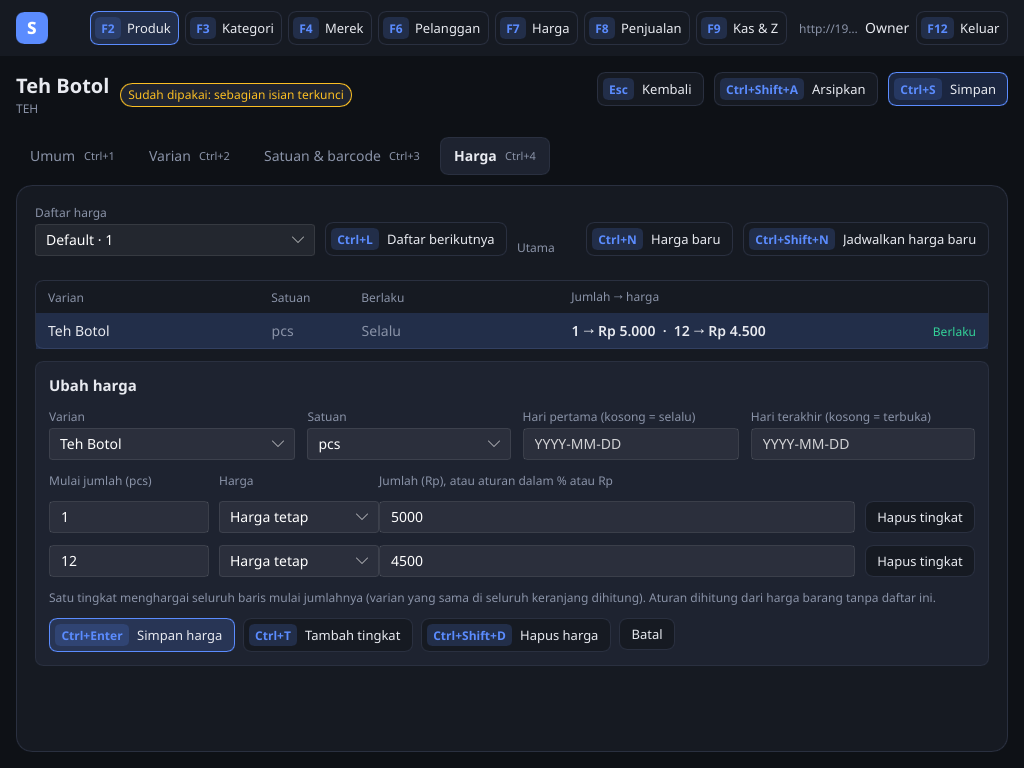 S F2 Produk F3 Kategori F4 Merek F6 Pelanggan F7 Harga F8 Penjualan F9 Kas & Z http://19... Owner F12 Keluar
Teh Botol Sudah dipakai: sebagian isian terkunci Esc Kembali Ctrl+Shift+A Arsipkan Ctrl+S Simpan
TEH
Umum Ctrl+1 Varian Ctrl+2 Satuan & barcode Ctrl+3 Harga Ctrl+4
Daftar harga
Default · 1 Ctrl+L Daftar berikutnya Utama Ctrl+N Harga baru Ctrl+Shift+N Jadwalkan harga baru
Varian Satuan Berlaku Jumlah → harga
Teh Botol pcs Selalu 1 → Rp 5.000 · 12 → Rp 4.500 Berlaku
Ubah harga
Varian Satuan Hari pertama (kosong = selalu) Hari terakhir (kosong = terbuka)
Teh Botol pcs YYYY-MM-DD YYYY-MM-DD
Mulai jumlah (pcs) Harga Jumlah (Rp), atau aturan dalam % atau Rp
1 Harga tetap 5000 Hapus tingkat
12 Harga tetap 4500 Hapus tingkat
Satu tingkat menghargai seluruh baris mulai jumlahnya (varian yang sama di seluruh keranjang dihitung). Aturan dihitung dari harga barang tanpa daftar ini.
Ctrl+Enter Simpan harga Ctrl+T Tambah tingkat Ctrl+Shift+D Hapus harga Batal